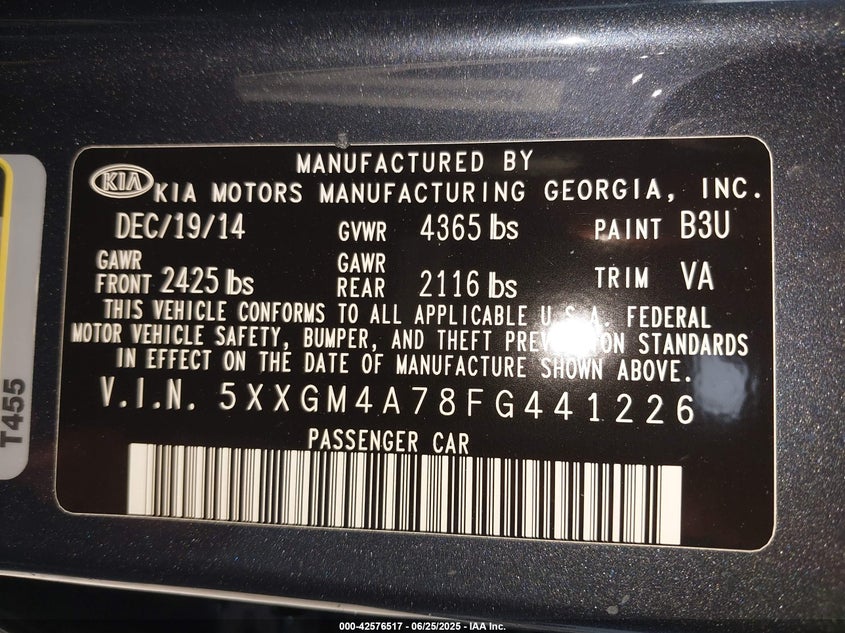 MANUFACTURED BY
KIA KIA MOTORS MANUFACTURING GEORGIA, INC.
DEC/19/14 GVWR 4365 lbs PAINT B3U
GAWR FRONT 2425 lbs GAWR REAR 2116 lbs TRIM VA
THIS VEHICLE CONFORMS TO ALL APPLICABLE U.S.A. FEDERAL
MOTOR VEHICLE SAFETY, BUMPER, AND THEFT PREVENTION STANDARDS
IN EFFECT ON THE DATE OF MANUFACTURE SHOWN ABOVE.
V.I.N. 5XXGM4A78FG441226
PASSENGER CAR
T455
000-42576517 - 06/25/2025 - IAA Inc.